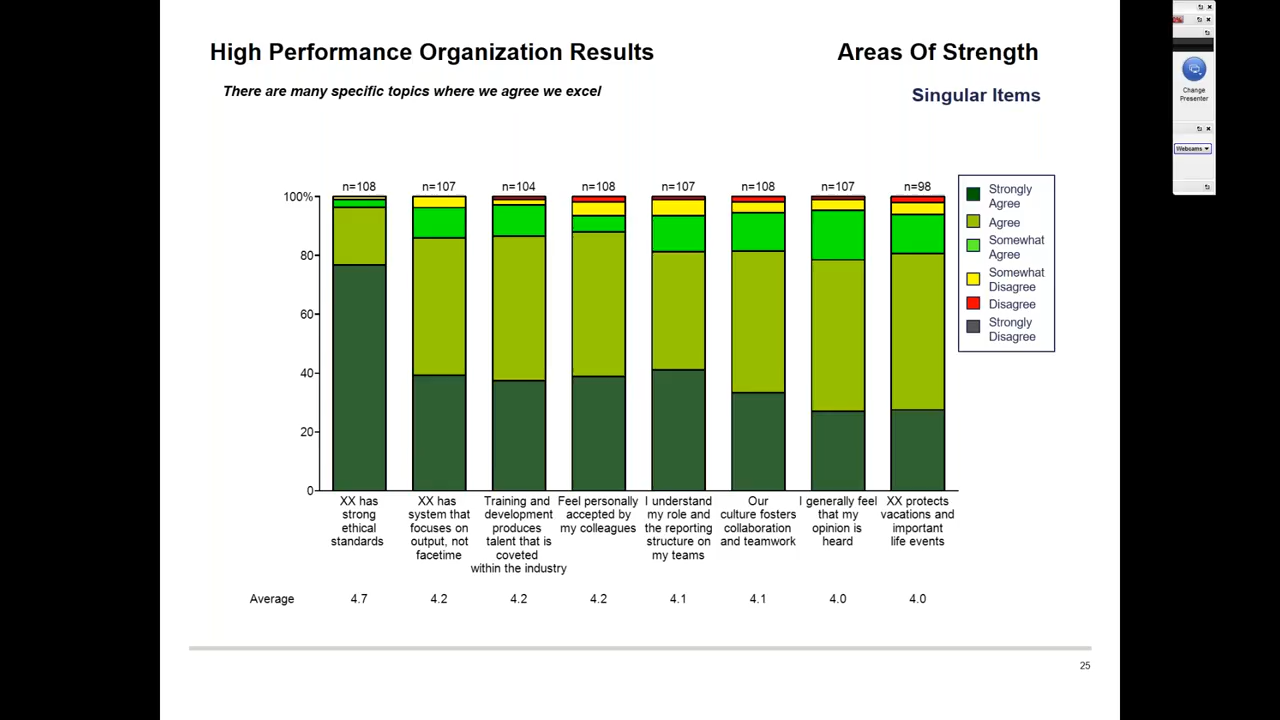 High Performance Organization Results
Areas Of Strength
There are many specific topics where we agree we excel
Singular Items
Change
Presenter
Webcams
n=108
n=107
n=104
n=108
n=107
n=108
n=107
n=98
100%
80
60
40
20
0
Strongly
Agree
Agree
Somewhat
Agree
Somewhat
Disagree
Disagree
Strongly
Disagree
XX has
strong
ethical
standards
XX has
system that
focuses on
output, not
facetime
Training and
development
produces
talent that is
coveted
within the industry
Feel personally
accepted by
my colleagues
I understand
my role and
the reporting
structure on
my teams
Our
culture fosters
collaboration
and teamwork
I generally feel
that my
opinion is
heard
XX protects
vacations and
important
life events
Average 4.7 4.2 4.2 4.2 4.1 4.1 4.0 4.0
25